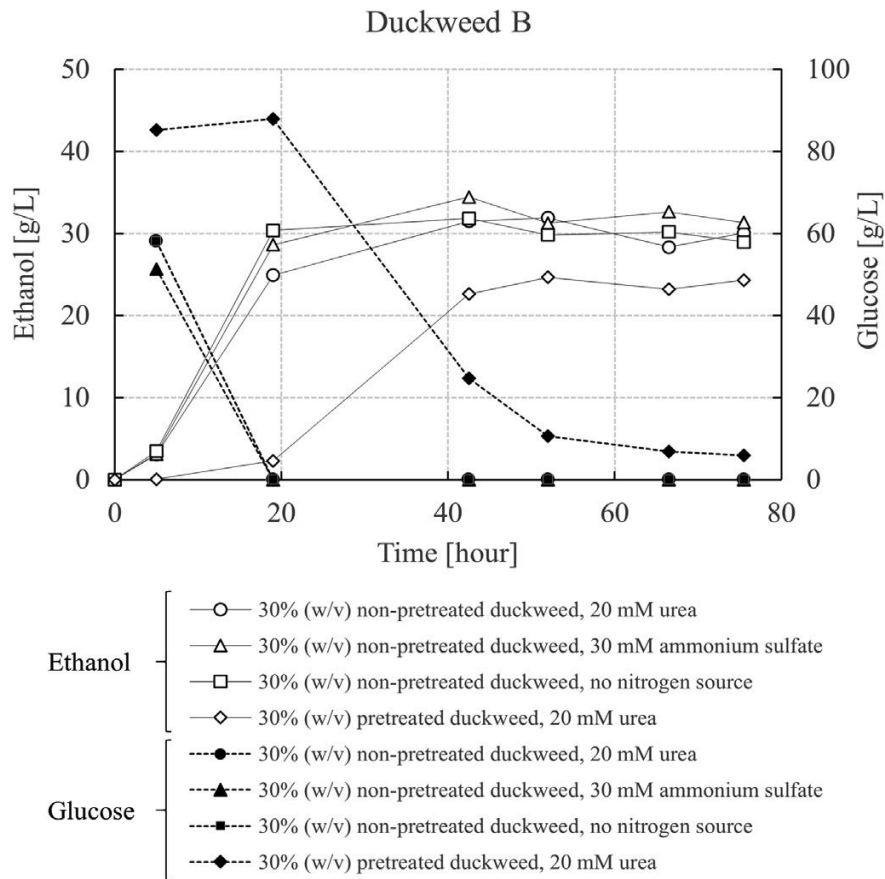 Duckweed B
50 100
40 80
30 60
20 40
10 20
0 0
Ethanol [g/L]
Glucose [g/L]
0 20 40 60 80
Time [hour]
Ethanol
30% (w/v) non-pretreated duckweed, 20 mM urea
30% (w/v) non-pretreated duckweed, 30 mM ammonium sulfate
30% (w/v) non-pretreated duckweed, no nitrogen source
30% (w/v) pretreated duckweed, 20 mM urea
Glucose
30% (w/v) non-pretreated duckweed, 20 mM urea
30% (w/v) non-pretreated duckweed, 30 mM ammonium sulfate
30% (w/v) non-pretreated duckweed, no nitrogen source
30% (w/v) pretreated duckweed, 20 mM urea